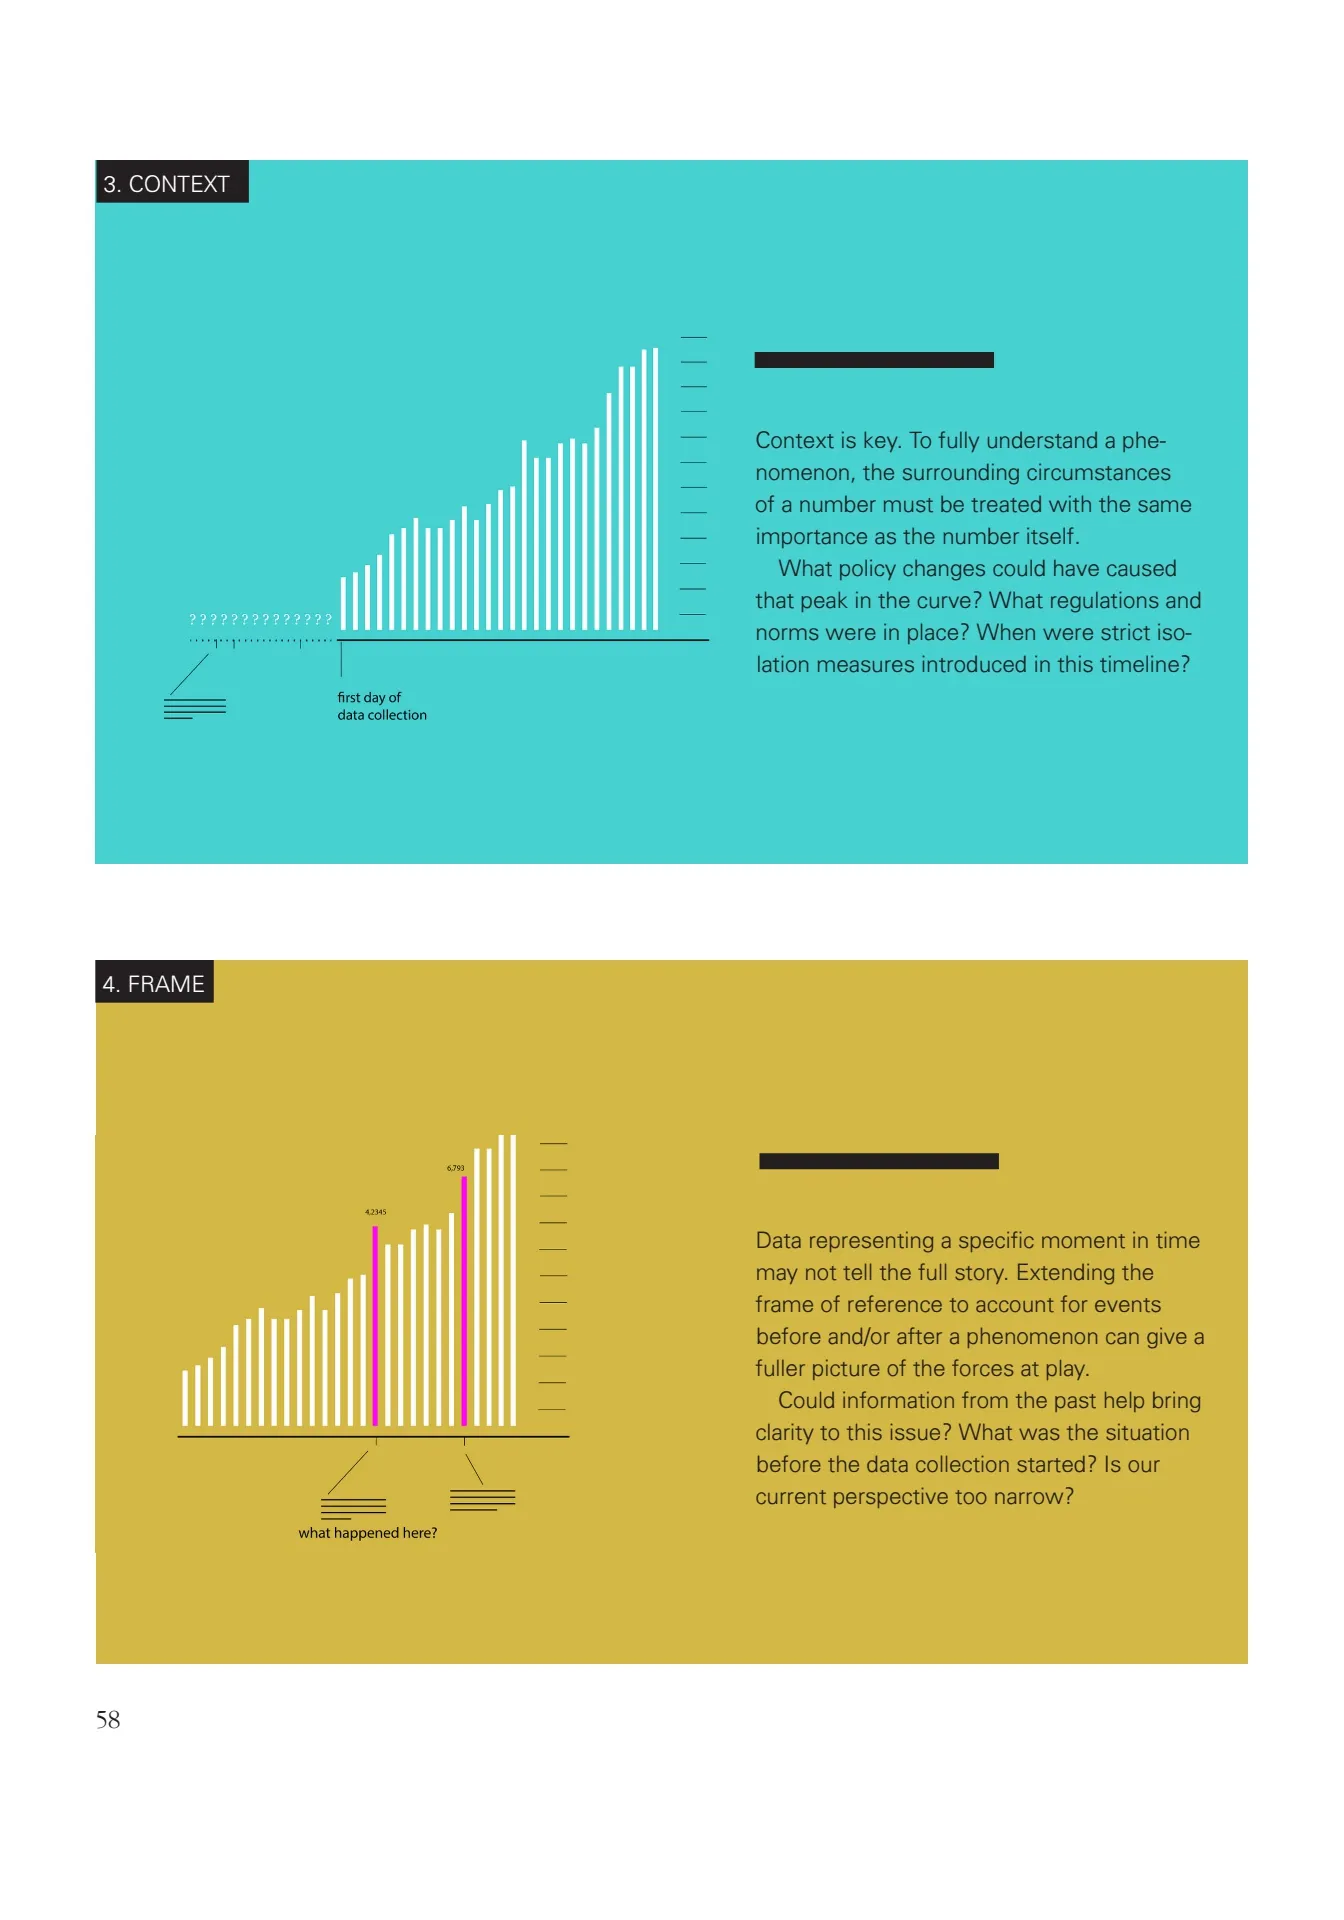 3. CONTEXT
Context is key. To fully understand a phe-
nomenon, the surrounding circumstances
of a number must be treated with the same
importance as the number itself.
What policy changes could have caused
that peak in the curve? What regulations and
norms were in place? When were strict iso-
lation measures introduced in this timeline?
? ? ? ? ? ? ? ? ? ? ? ? ? ?
first day of
data collection
4. FRAME
6,793
4,2345
Data representing a specific moment in time
may not tell the full story. Extending the
frame of reference to account for events
before and/or after a phenomenon can give a
fuller picture of the forces at play.
Could information from the past help bring
clarity to this issue? What was the situation
before the data collection started? Is our
current perspective too narrow?
what happened here?
58